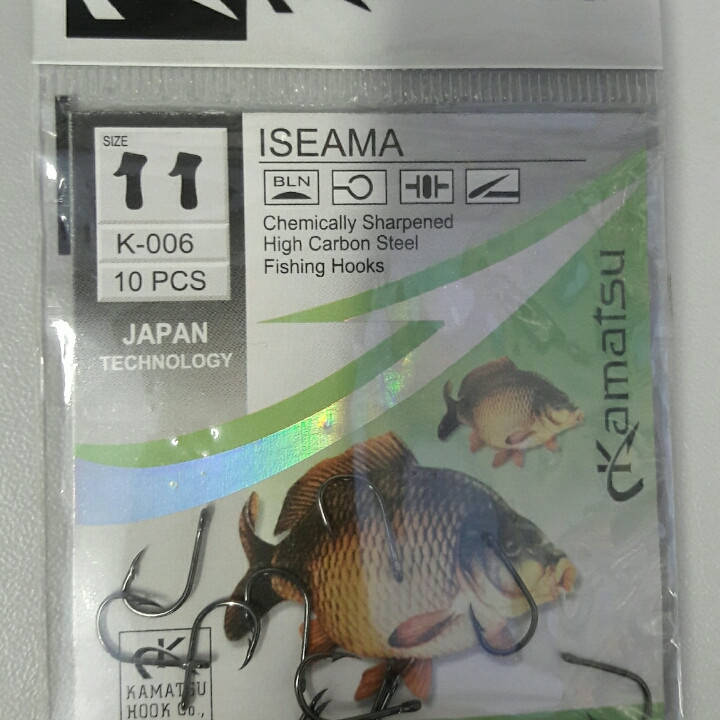 SIZE
11
K-006
10 PCS
JAPAN
TECHNOLOGY
ISEAMA
BLN
Chemically Sharpened
High Carbon Steel
Fishing Hooks
Kamatsu
K
KAMATSU
HOOK Co.,